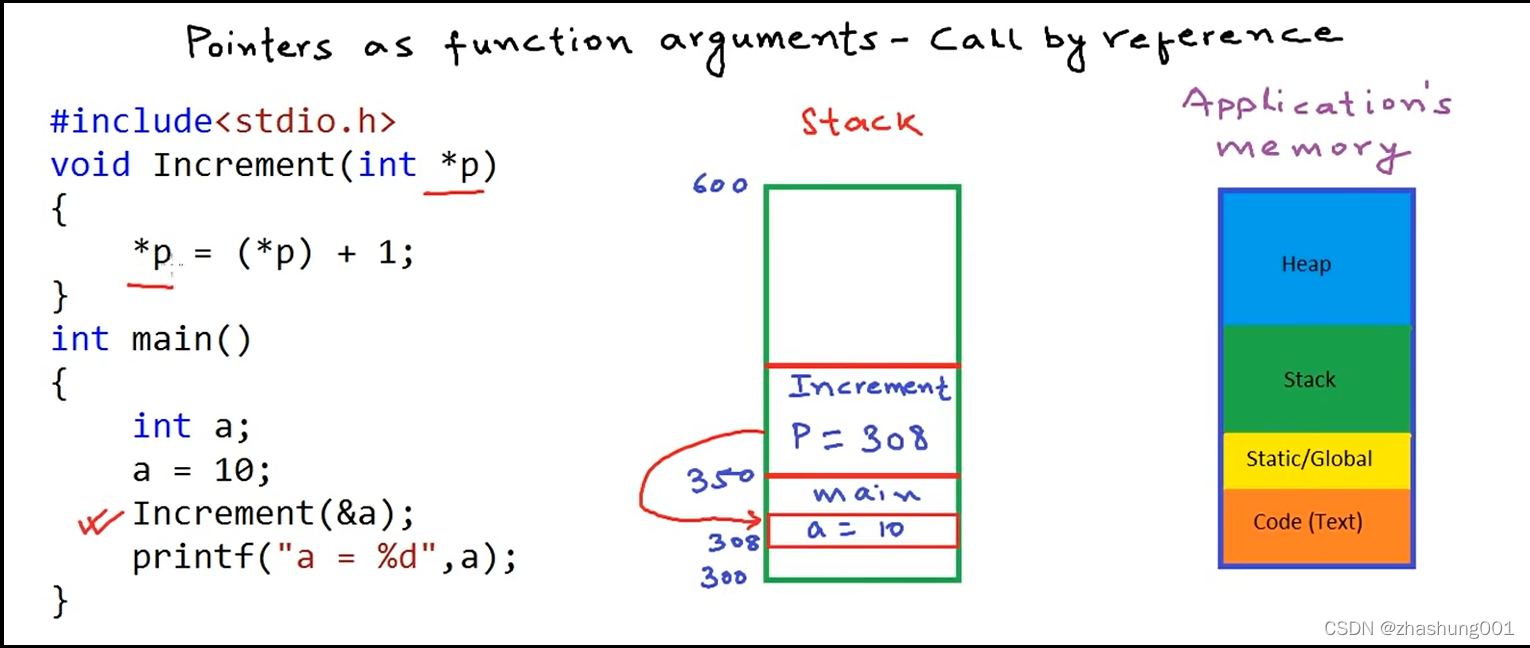 Pointers as function arguments - Call by reference
#include<stdio.h>
void Increment(int *p)
{
*p = (*p) + 1;
}
int main()
{
int a;
a = 10;
Increment(&a);
printf("a = %d",a);
}
Stack
600
Increment
P = 308
350
main
a = 10
308
300
Application's
memory
Heap
Stack
Static/Global
Code (Text)
CSDN @zhashung001